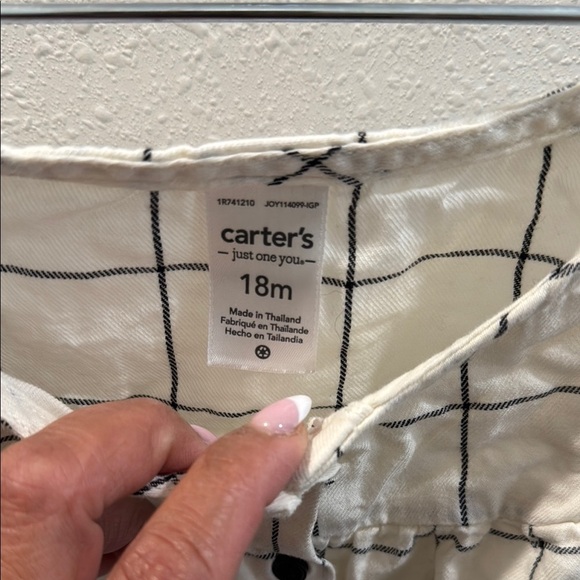 1R741210 JOY114099-IGP
carter's
just one you®
18m
Made in Thailand
Fabriqué en Thaïlande
Hecho en Tailandia